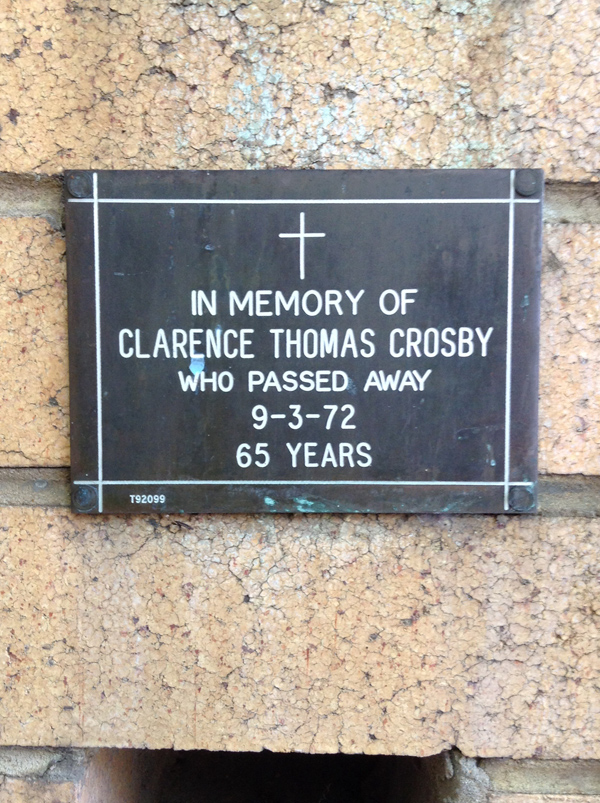 IN MEMORY OF
CLARENCE THOMAS CROSBY
WHO PASSED AWAY
9-3-72
65 YEARS
T92099